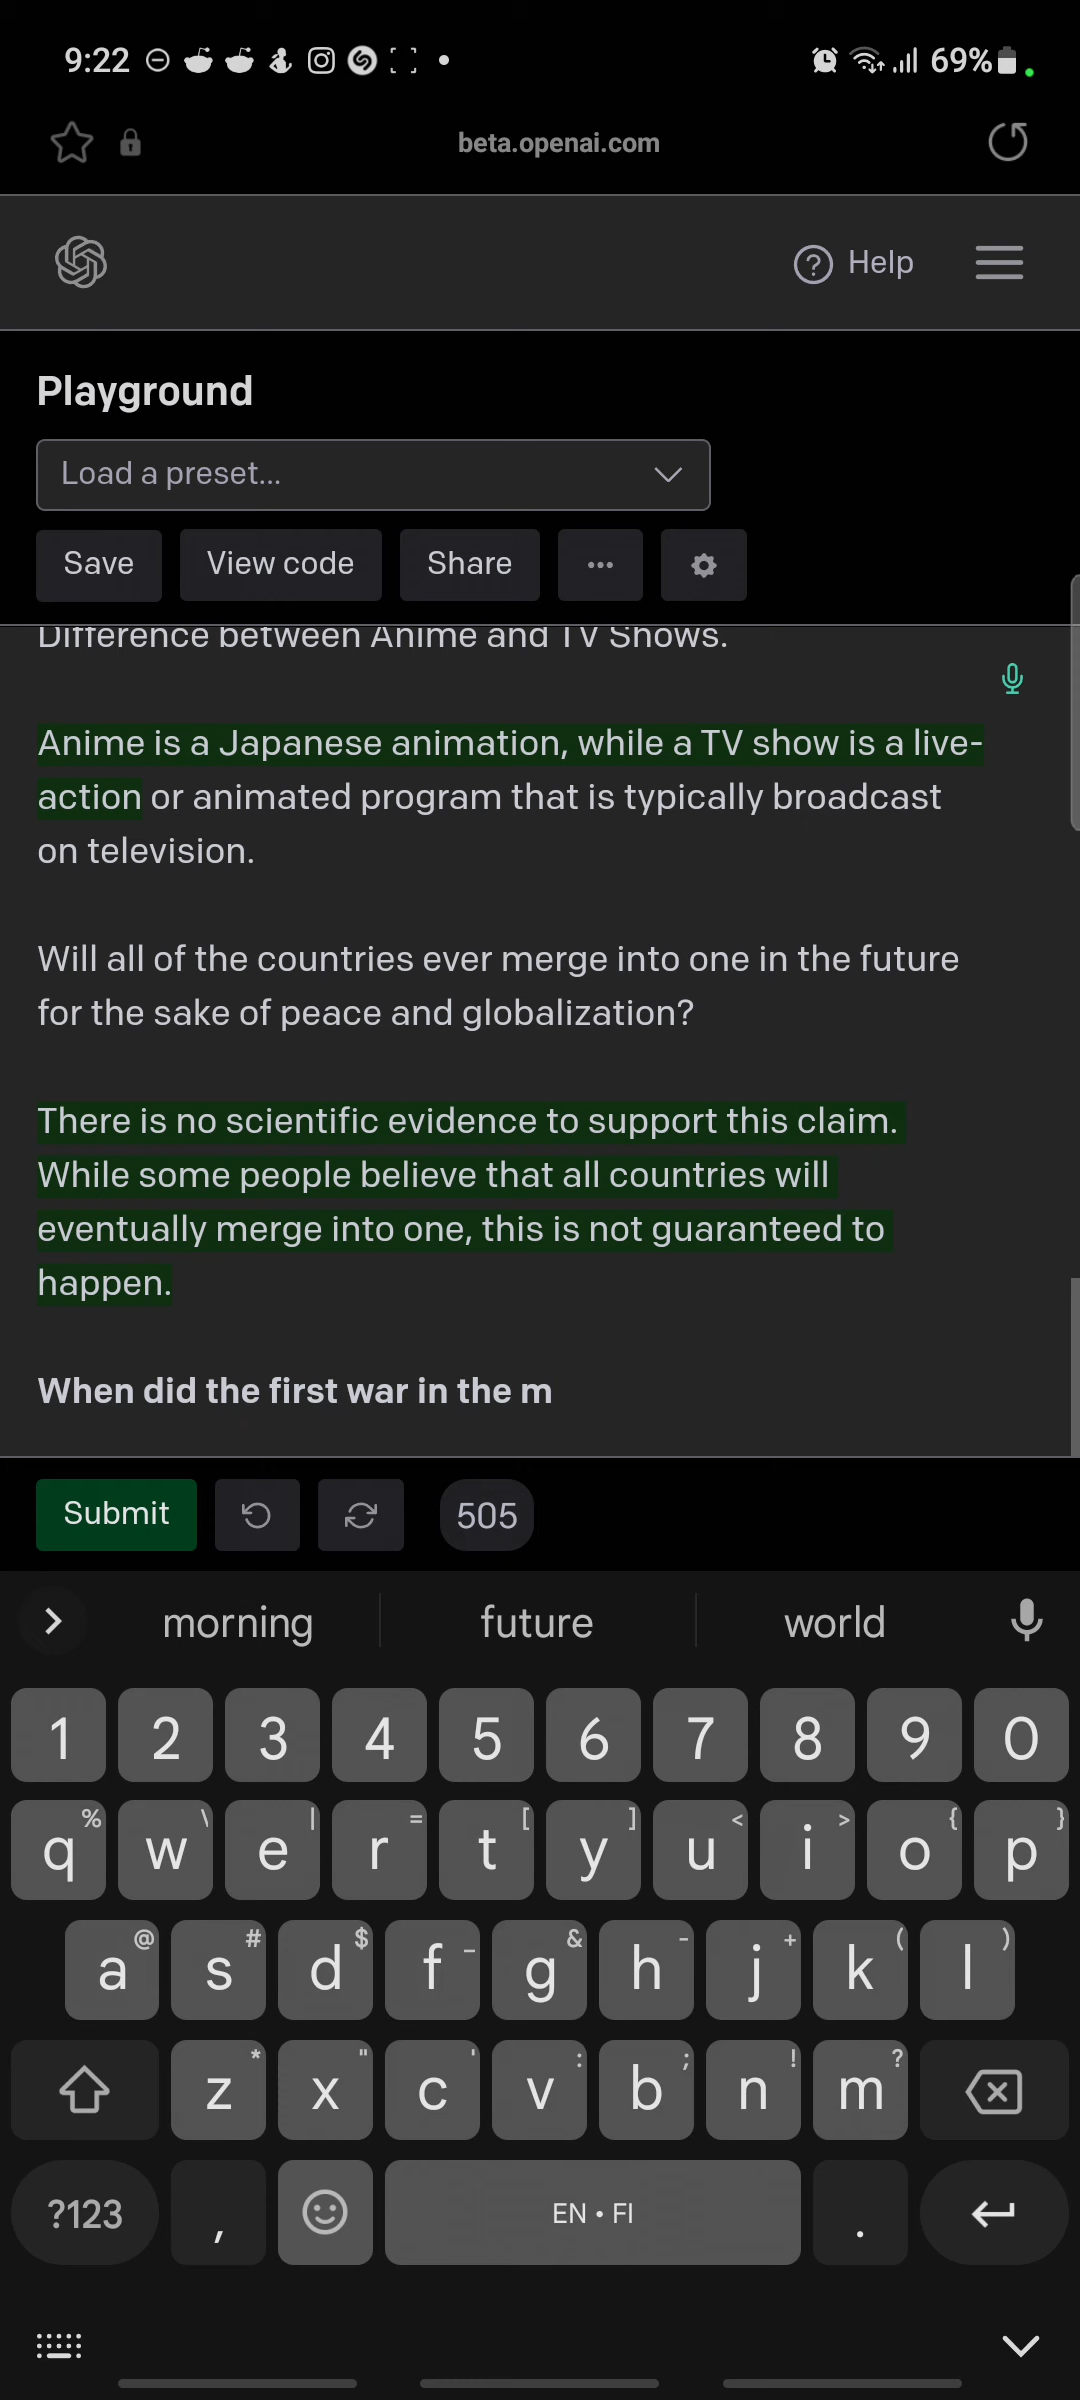 9:22
69%
beta.openai.com
Help
Playground
Load a preset...
Save
View code
Share
Difference between Anime and TV Shows.
Anime is a Japanese animation, while a TV show is a live-
action or animated program that is typically broadcast
on television.
Will all of the countries ever merge into one in the future
for the sake of peace and globalization?
There is no scientific evidence to support this claim.
While some people believe that all countries will
eventually merge into one, this is not guaranteed to
happen.
When did the first war in the m
Submit
505
morning future world
1 2 3 4 5 6 7 8 9 0
% \ | = [ ] < > { }
q w e r t y u i o p
@ # $ _ & - + ( )
a s d f g h j k l
* " ' : ; ! ?
z x c v b n m
?123 , EN • FI .